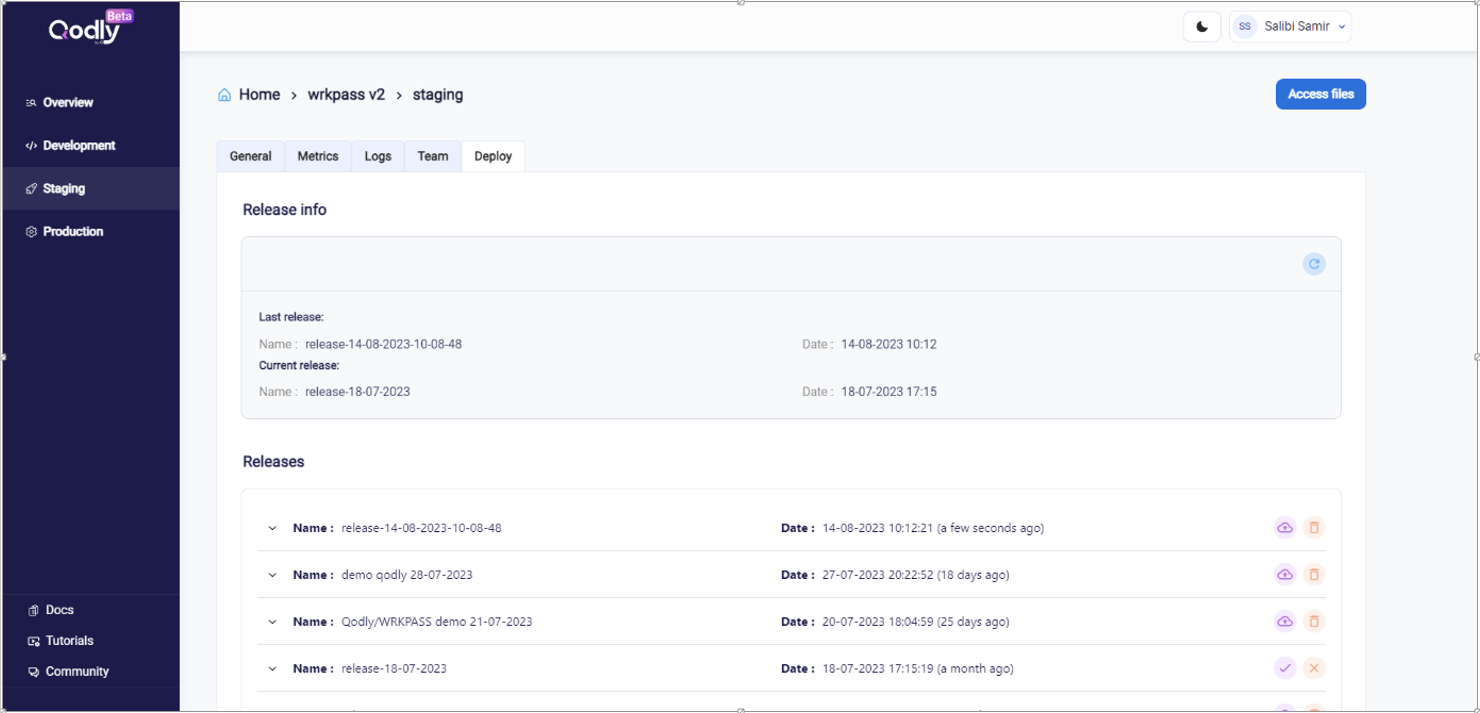 Beta
Qodly
SS Salibi Samir
Home > wrkpass v2 > staging
Access files
Overview
Development
Staging
Production
Docs
Tutorials
Community
General Metrics Logs Team Deploy
Release info
Last release:
Name : release-14-08-2023-10-08-48 Date : 14-08-2023 10:12
Current release:
Name : release-18-07-2023 Date : 18-07-2023 17:15
Releases
Name : release-14-08-2023-10-08-48 Date : 14-08-2023 10:12:21 (a few seconds ago)
Name : demo qodly 28-07-2023 Date : 27-07-2023 20:22:52 (18 days ago)
Name : Qodly/WRKPASS demo 21-07-2023 Date : 20-07-2023 18:04:59 (25 days ago)
Name : release-18-07-2023 Date : 18-07-2023 17:15:19 (a month ago)